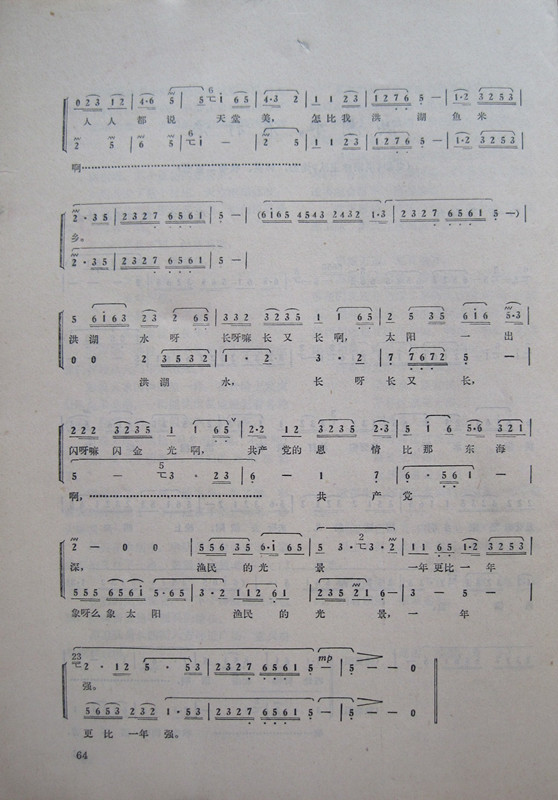 0 2 3 1 2 | 4·6 5 | 5 6 i 6 5 | 4·3 2 | 1 1 2 3 | 1 2 7 6 5 — | 1·2 3 2 5 3 |
人 人 都 说 天 堂 美, 怎 比 我 洪 湖 鱼 米
2 5 | 6 5 | 6 i — | 2 5 | 1 1 2 3 | 1 2 7 6 5 — | 1·2 3 2 5 3 |
啊
2·3 5 | 2 3 2 7 6 5 6 1 | 5 — | (6 i 6 5 4 5 4 3 2 4 3 2 1·3 | 2 3 2 7 6 5 6 1 5 —) |
乡。
2·3 5 | 2 3 2 7 6 5 6 1 | 5 — |
5 6 i 6 3 2 3 2 6 5 | 3 3 2 3 2 3 5 1 1 6 5 | 5 6 i 6 5·3 |
洪 湖 水 呀 长呀嘛 长 又 长 啊, 太 阳 一 出
0 0 2 3 5 3 2 | 1·2 3·2 | 7 7 6 7 2 5 — |
洪 湖 水, 长 呀 长 又 长,
2 2 2 3 2 3 5 1 1 6 5 | 2·2 1 2 3 2 3 5 2·3 | 5 i 6 5 6 3 2 1 |
闪呀嘛 闪 金 光 啊, 共产 党的 恩 情 比 那 东 海
5 — 5 3·2 3 | 6 — 1 7 | 6·5 6 1 — |
啊, 共 产 党
2 — 0 0 | 5 5 6 3 5 6·i 6 5 | 5 3·2 3·2 | 1 1 6 5 1·2 3 2 5 3 |
深, 渔民 的 光 景 一年 更比 一 年
5 5 5 6 5 6 i 5·6 5 | 3·2 1 1 2 6 1 | 2 3 5 2 1 6 — | 3 — 5 — |
象呀么 象 太 阳 渔民 的 光 景, 一 年
23 2·1 2 5·5 3 | 2 3 2 7 6 5 6 1 5 — | mp 5 — — 0
强。
5 6 5 3 2 3 2 1·5 3 | 2 3 2 7 6 5 6 1 5 — | 5 — — 0
更 比 一 年 强。
64